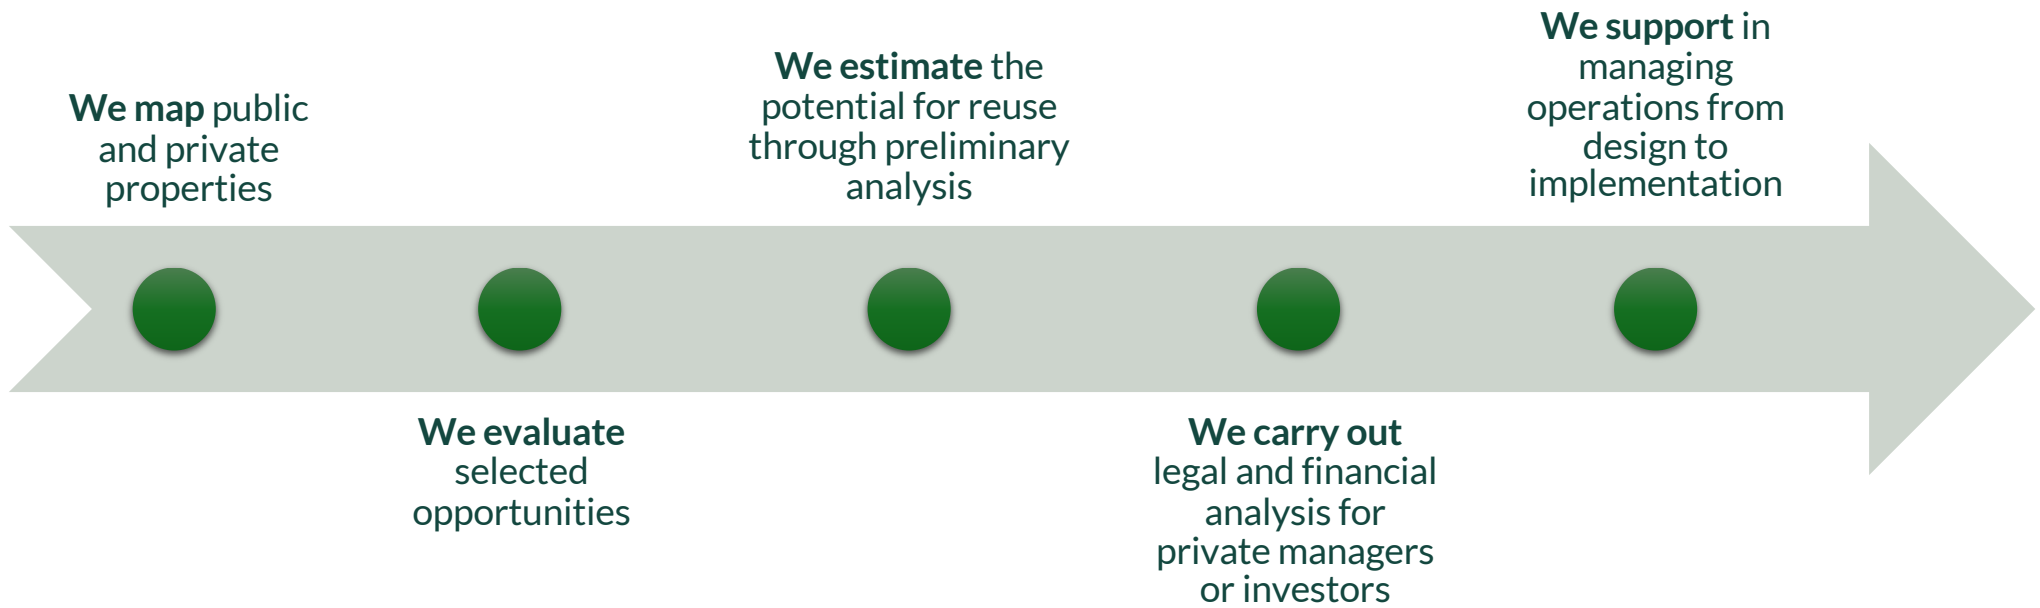 We map public
and private
properties
We evaluate
selected
opportunities
We estimate the
potential for reuse
through preliminary
analysis
We carry out
legal and financial
analysis for
private managers
or investors
We support in
managing
operations from
design to
implementation